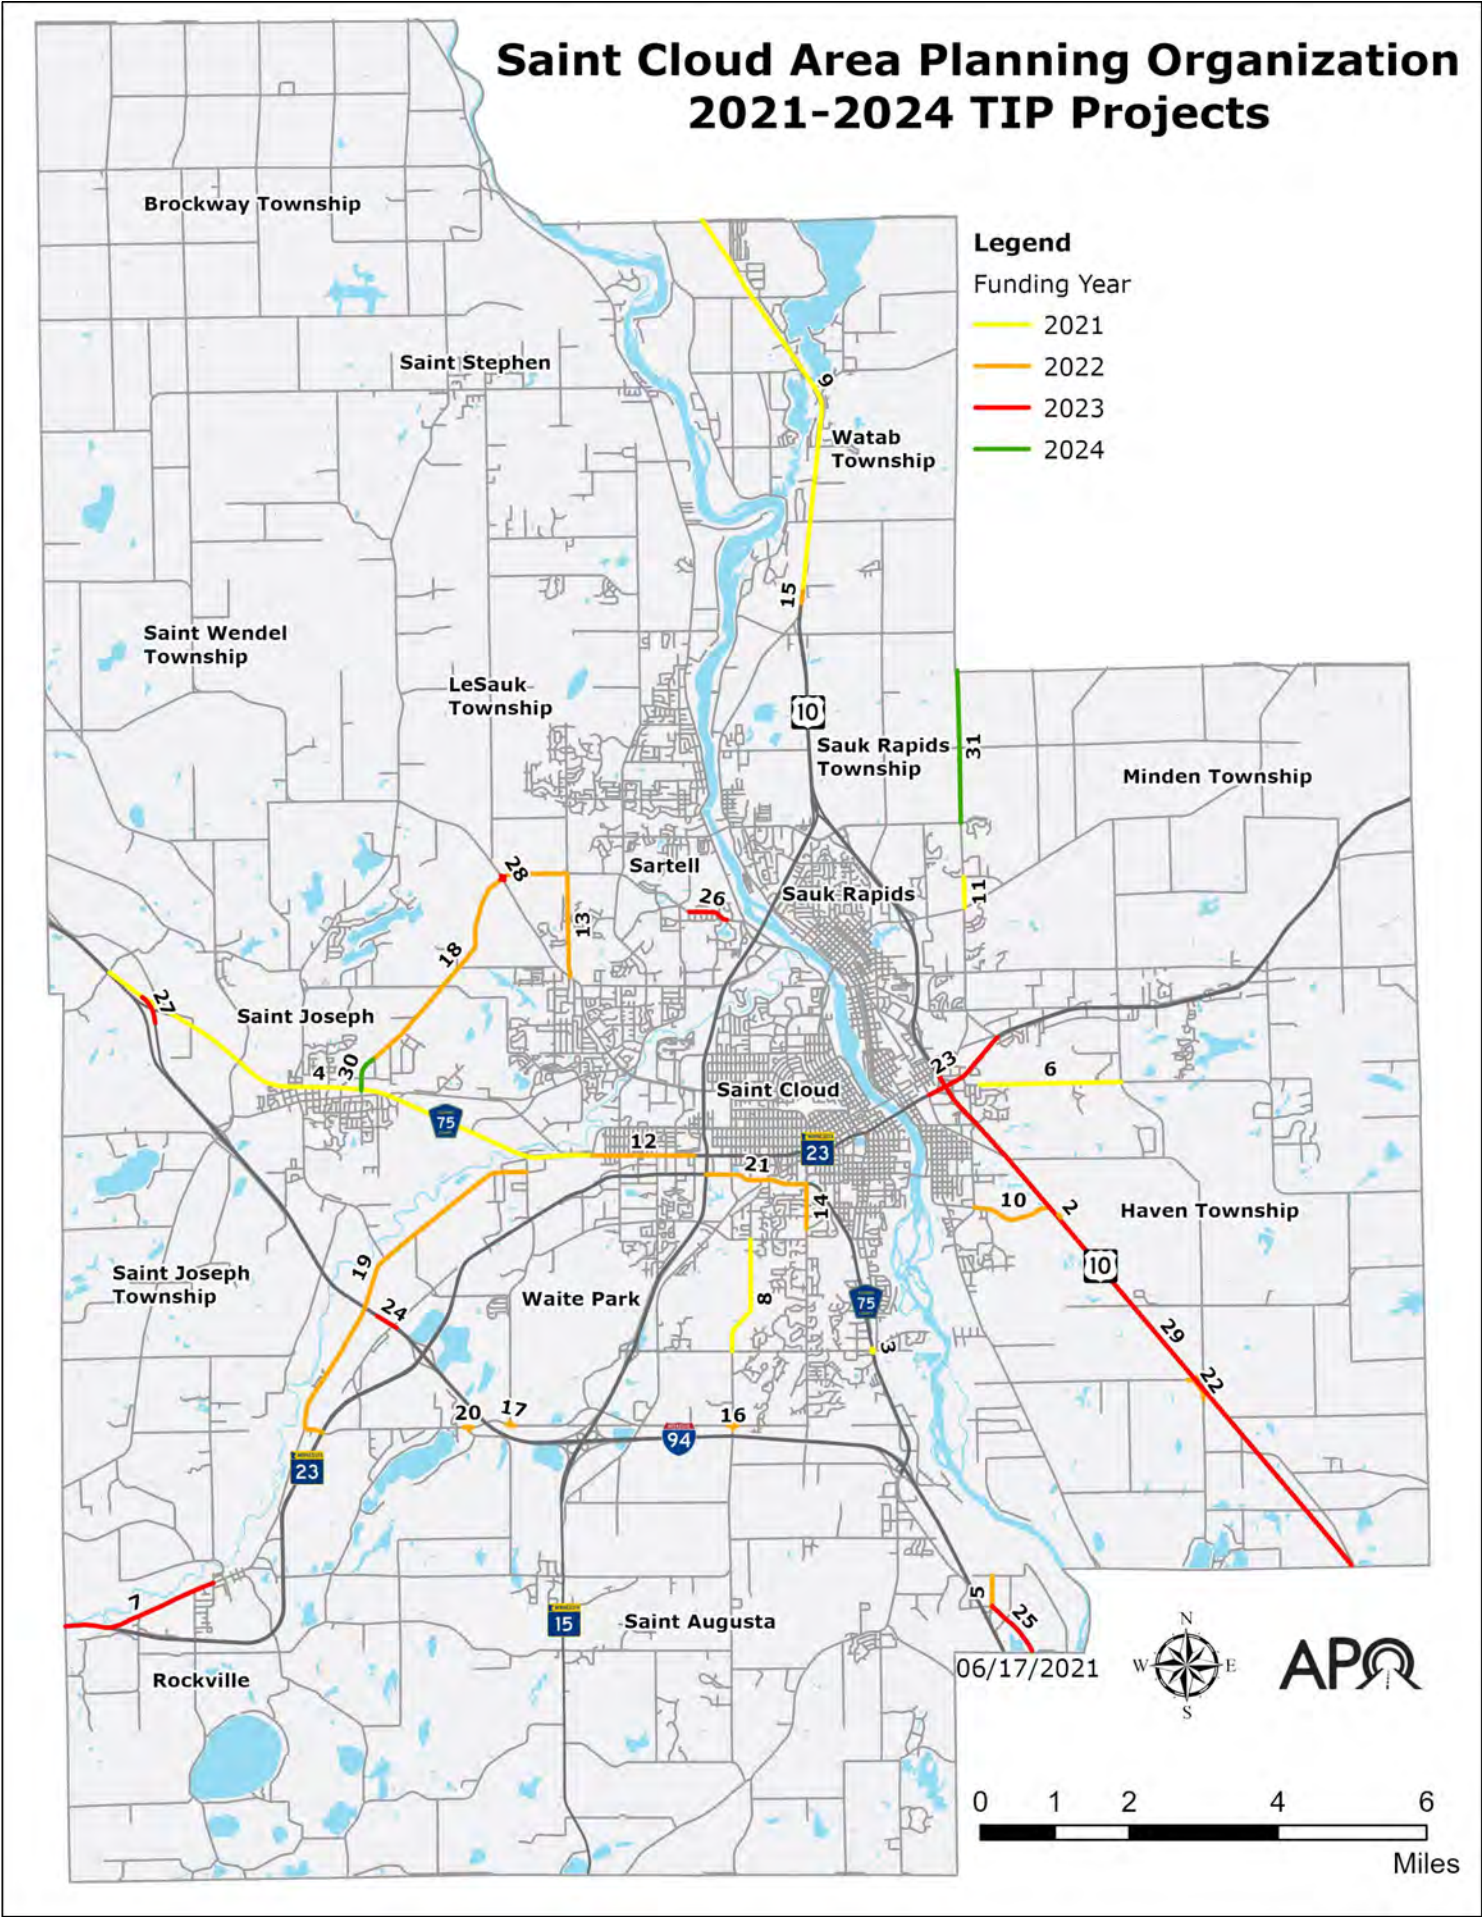 Saint Cloud Area Planning Organization
2021-2024 TIP Projects
Brockway Township
Legend
Funding Year
2021
2022
2023
2024
Saint Stephen
9
Watab
Township
15
Saint Wendel
Township
LeSauk
Township
10
Sauk Rapids
Township
31
Minden Township
28
Sartell
Sauk Rapids
11
26
13
18
27
Saint Joseph
4
30
23
6
Saint Cloud
75
12
23
21
14
10
2
Haven Township
10
19
Saint Joseph
Township
24
Waite Park
8
75
3
29
22
20
17
16
94
23
7
5
25
15
Saint Augusta
Rockville
06/17/2021
N
W
E
S
APO
0 1 2 4 6
Miles